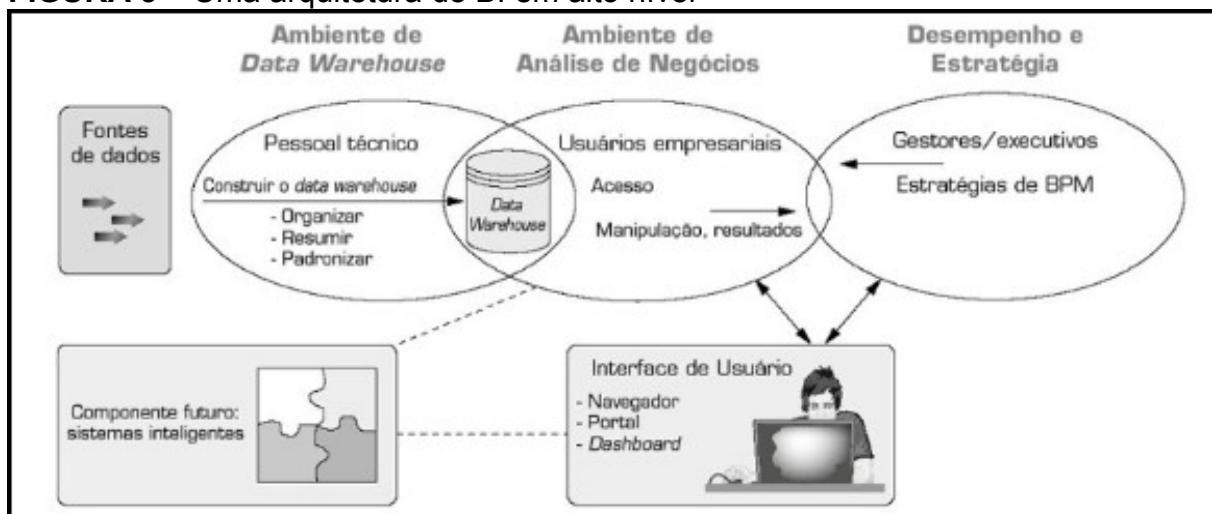 Uma arquitetura de BI em alto nível
Ambiente de
Data Warehouse
Ambiente de
Análise de Negócios
Desempenho e
Estratégia
Fontes
de dados
Pessoal técnico
Construir o data warehouse
- Organizar
- Resumir
- Padronizar
Data
Warehouse
Usuários empresariais
Acesso
Manipulação, resultados
Gestores/executivos
Estratégias de BPM
Componente futuro:
sistemas inteligentes
Interface de Usuário
- Navegador
- Portal
- Dashboard